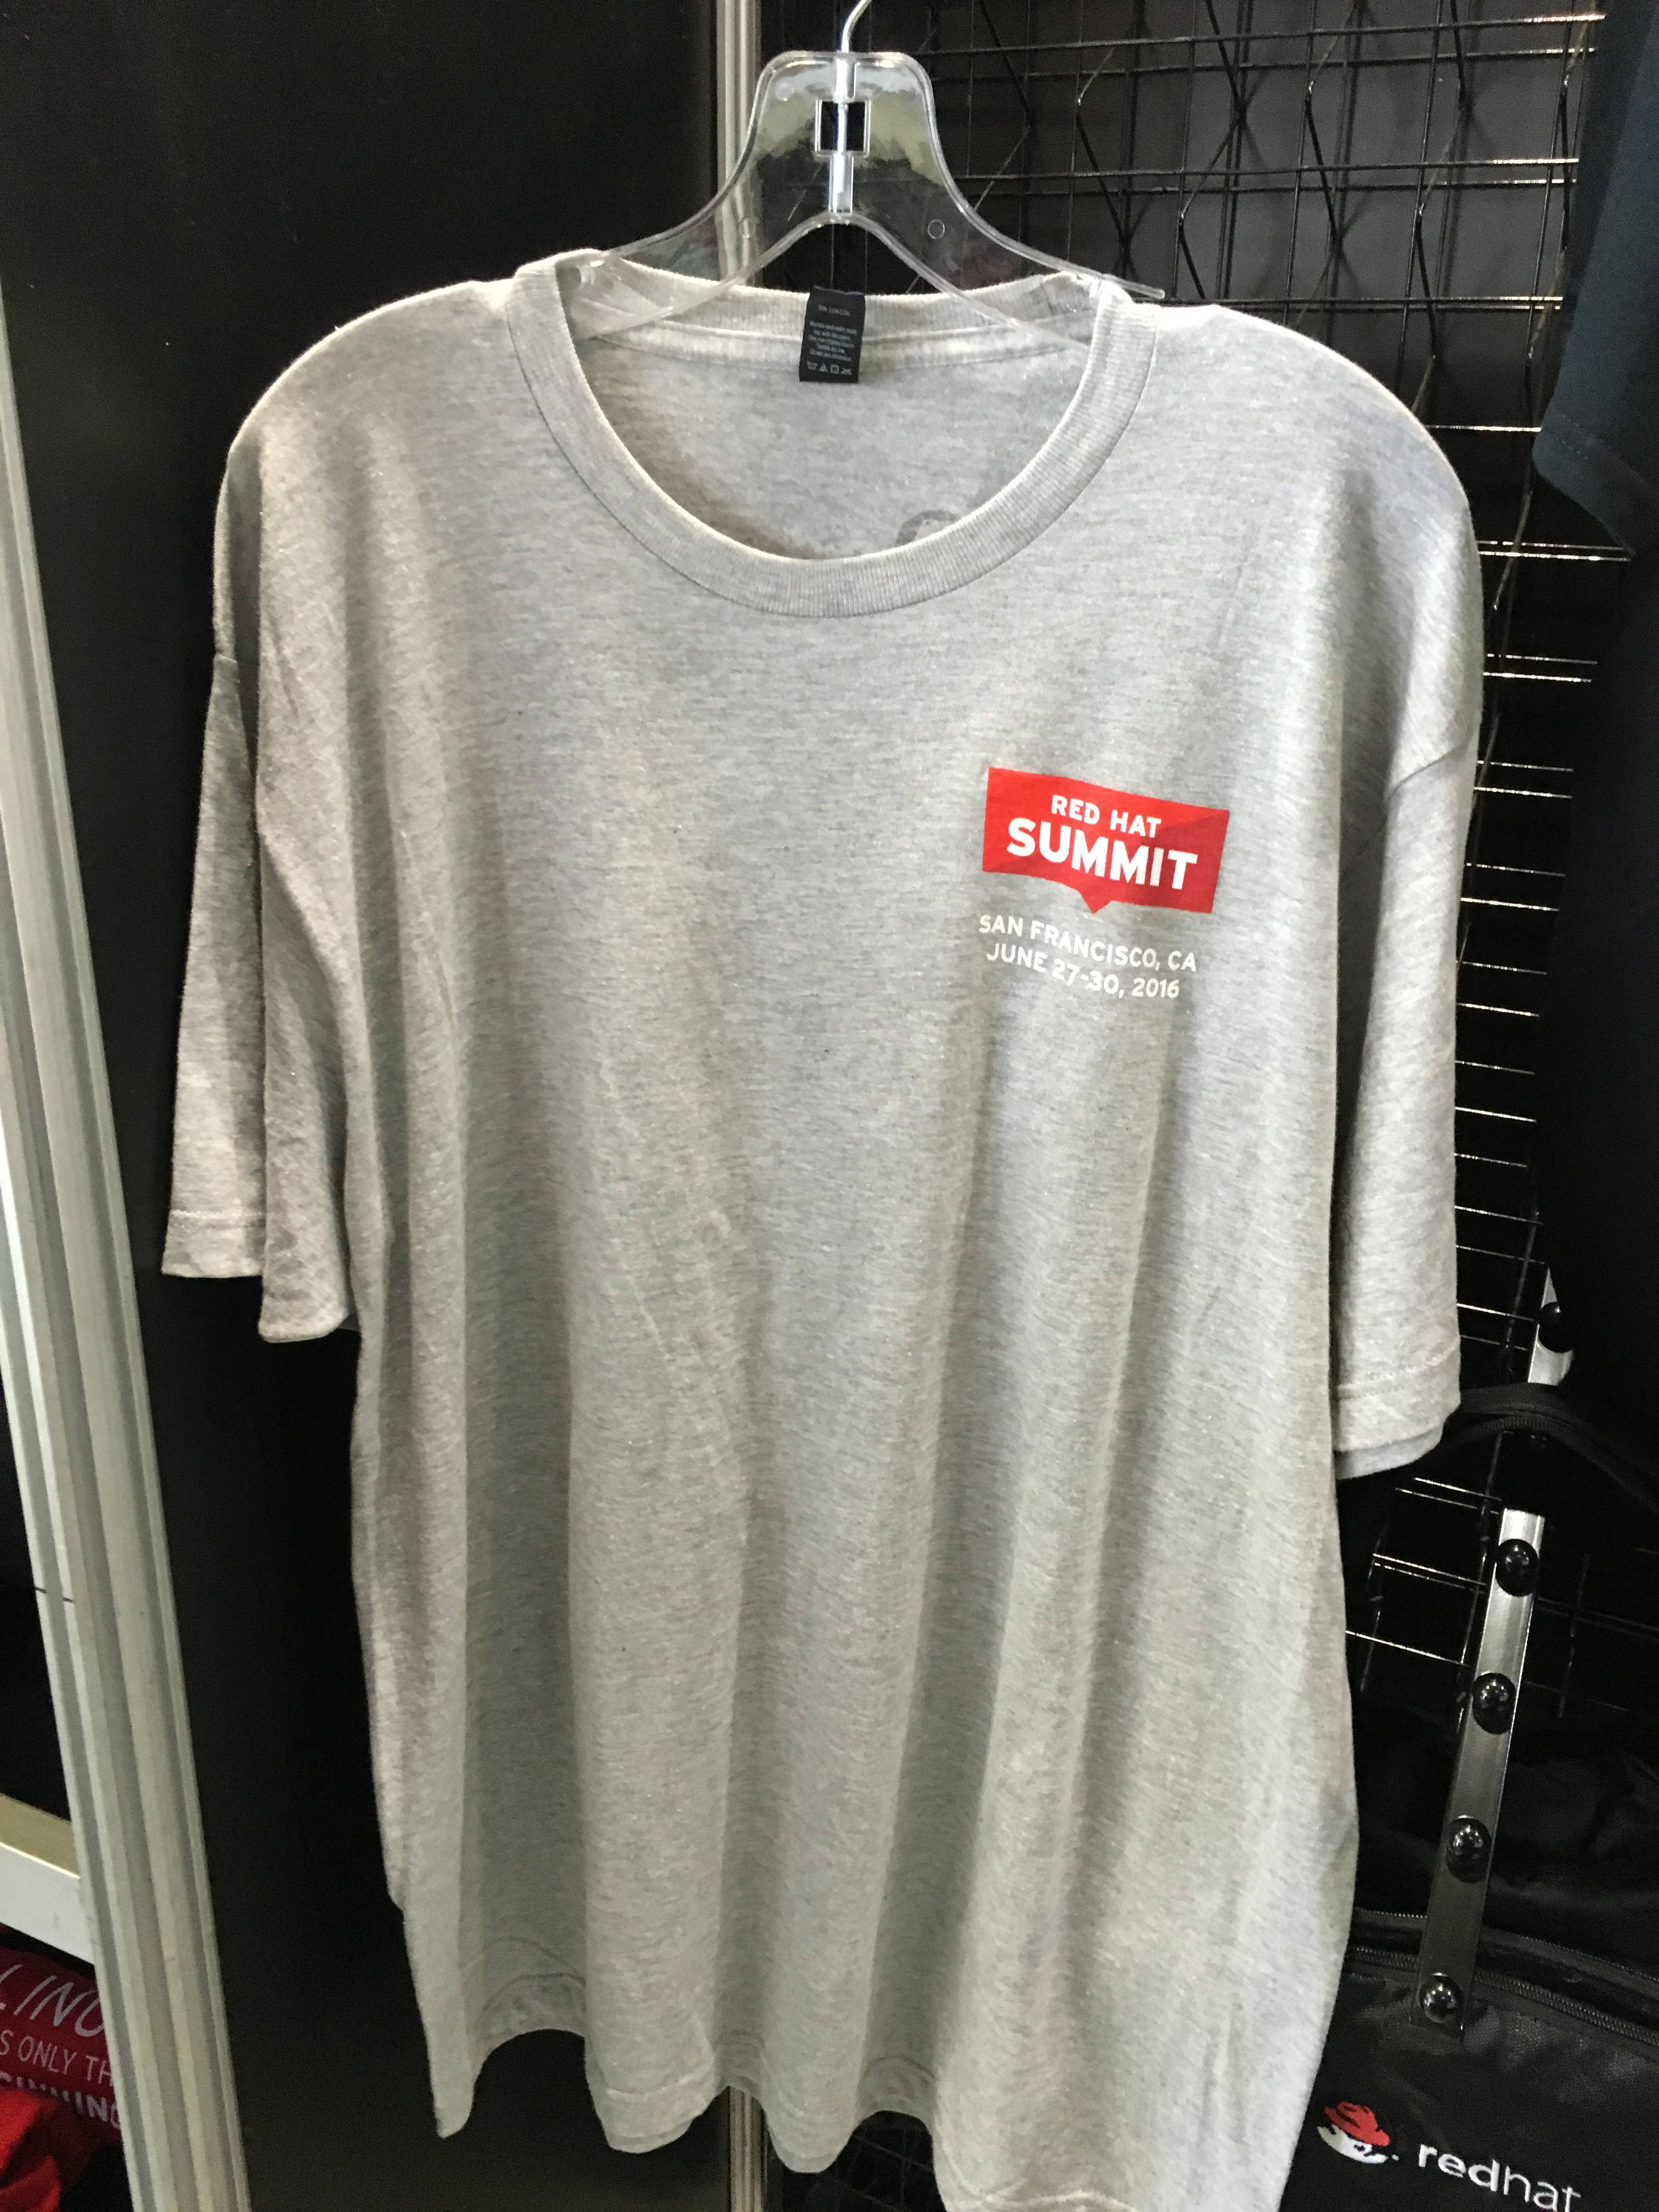 RED HAT
SUMMIT
SAN FRANCISCO, CA
JUNE 27-30, 2016
S ONLY TH
redhat